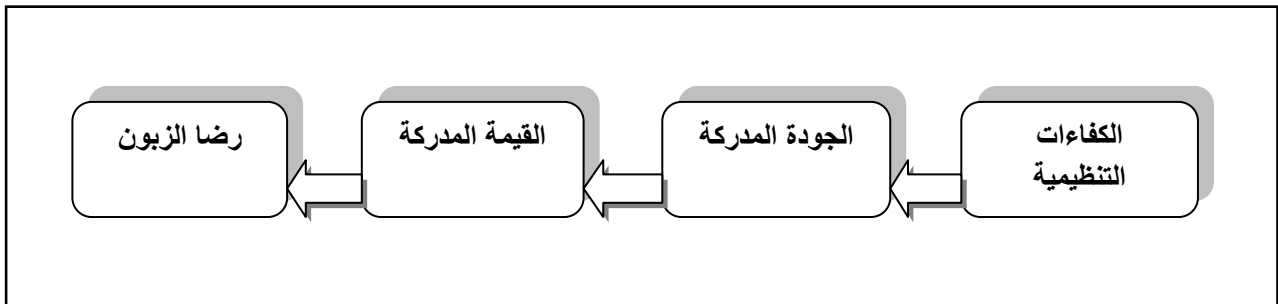 الكفاءات
التنظيمية
الجودة المدركة
القيمة المدركة
رضا الزبون